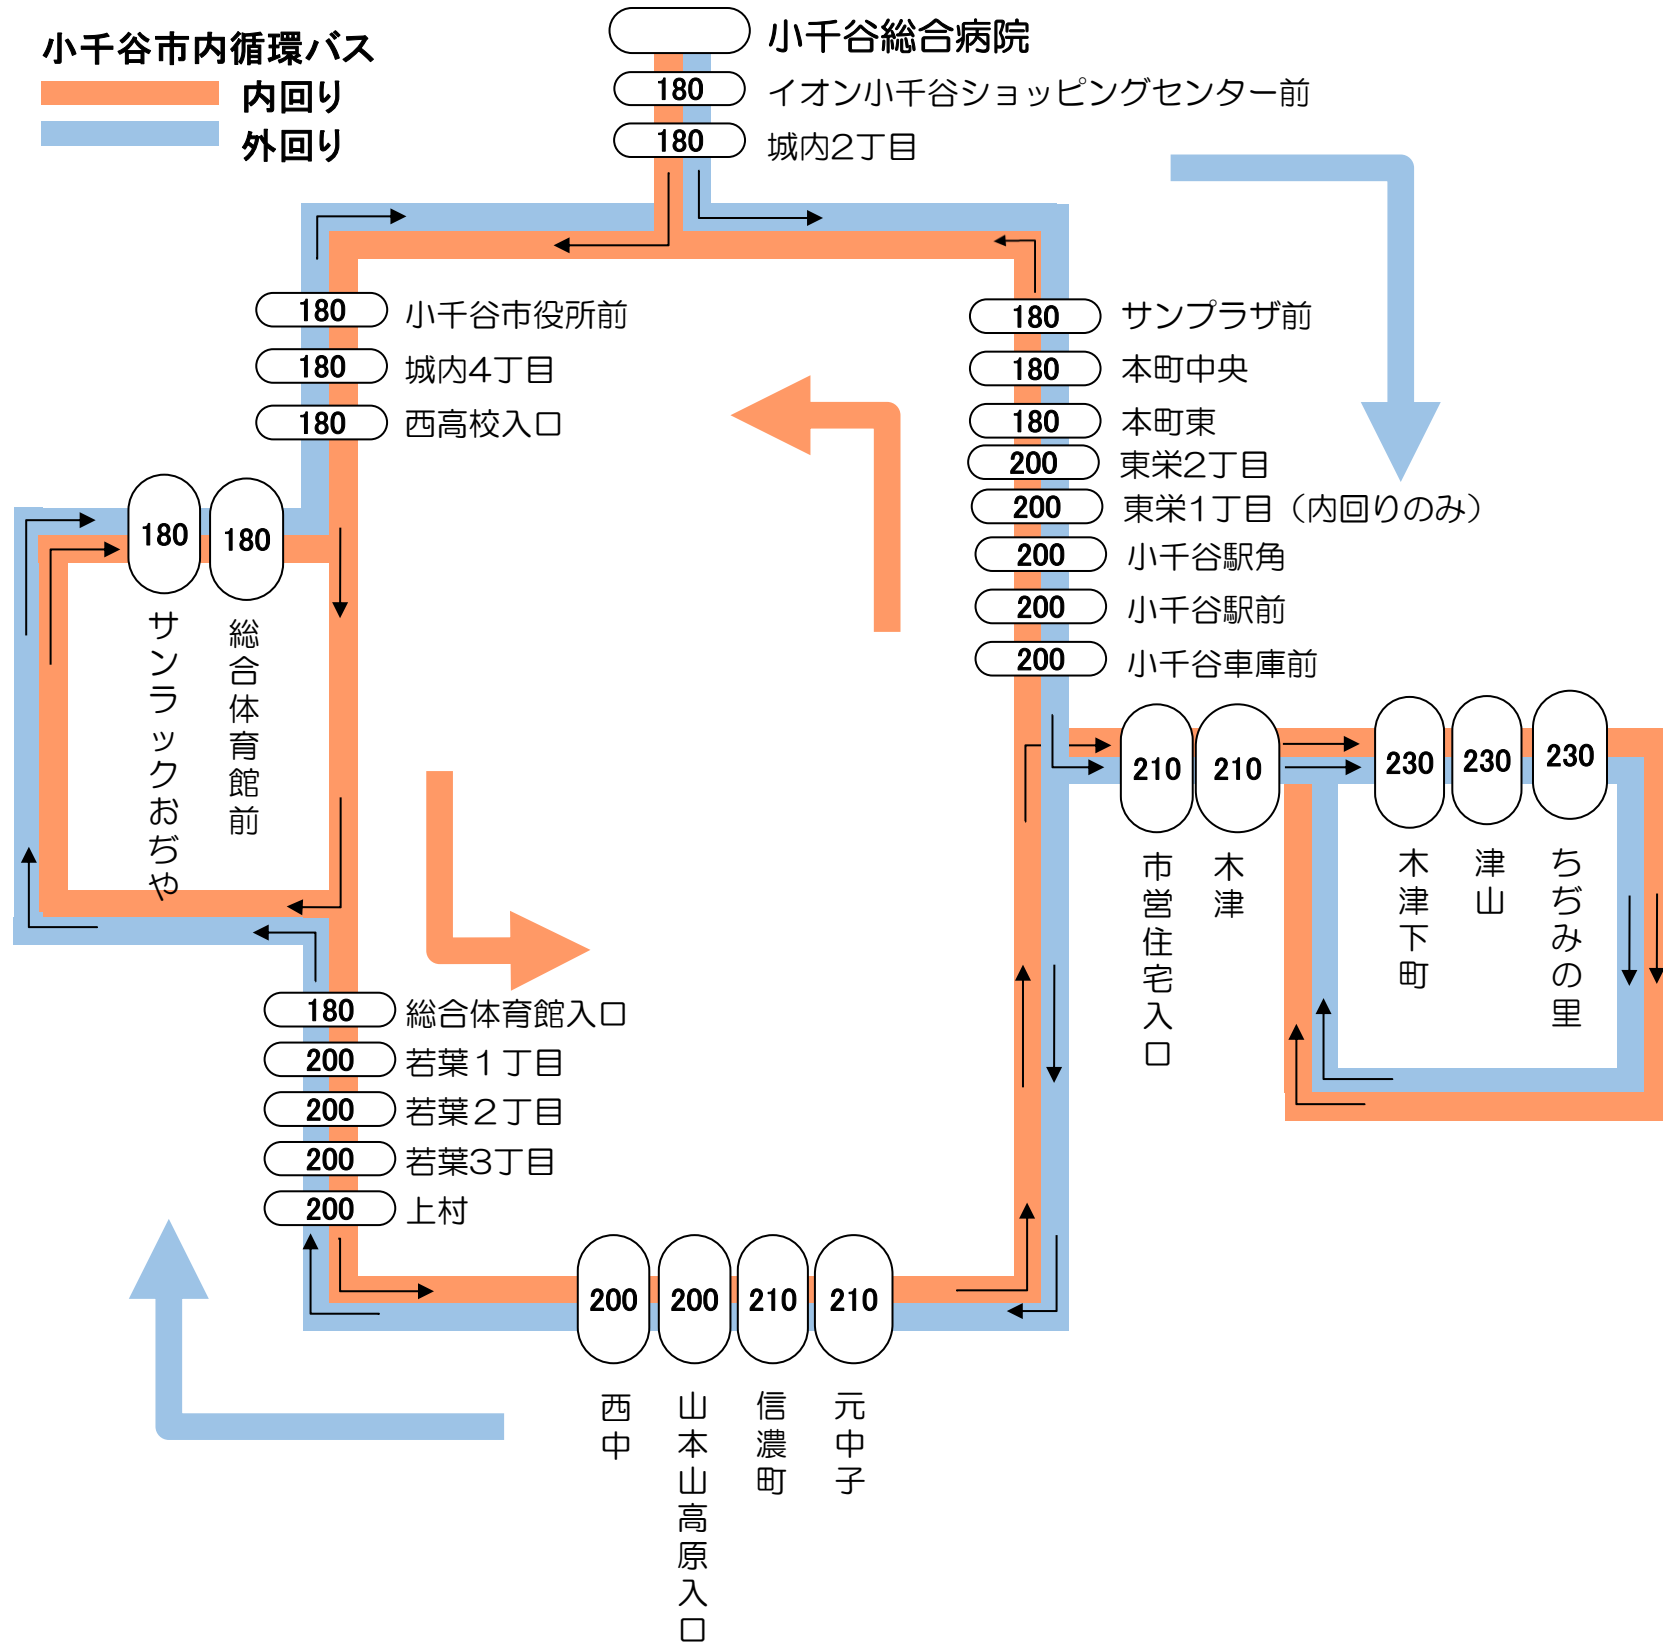 小千谷市内循環バス
内回り
外回り
小千谷総合病院
180 イオン小千谷ショッピングセンター前
180 城内2丁目
180 小千谷市役所前
180 城内4丁目
180 西高校入口
180 サンラックおぢや
180 総合体育館前
180 サンプラザ前
180 本町中央
180 本町東
200 東栄2丁目
200 東栄1丁目（内回りのみ）
200 小千谷駅角
200 小千谷駅前
200 小千谷車庫前
210 市営住宅入口
210 木津
230 木津下町
230 津山
230 ちぢみの里
180 総合体育館入口
200 若葉１丁目
200 若葉２丁目
200 若葉3丁目
200 上村
200 西中
200 山本山高原入口
210 信濃町
210 元中子